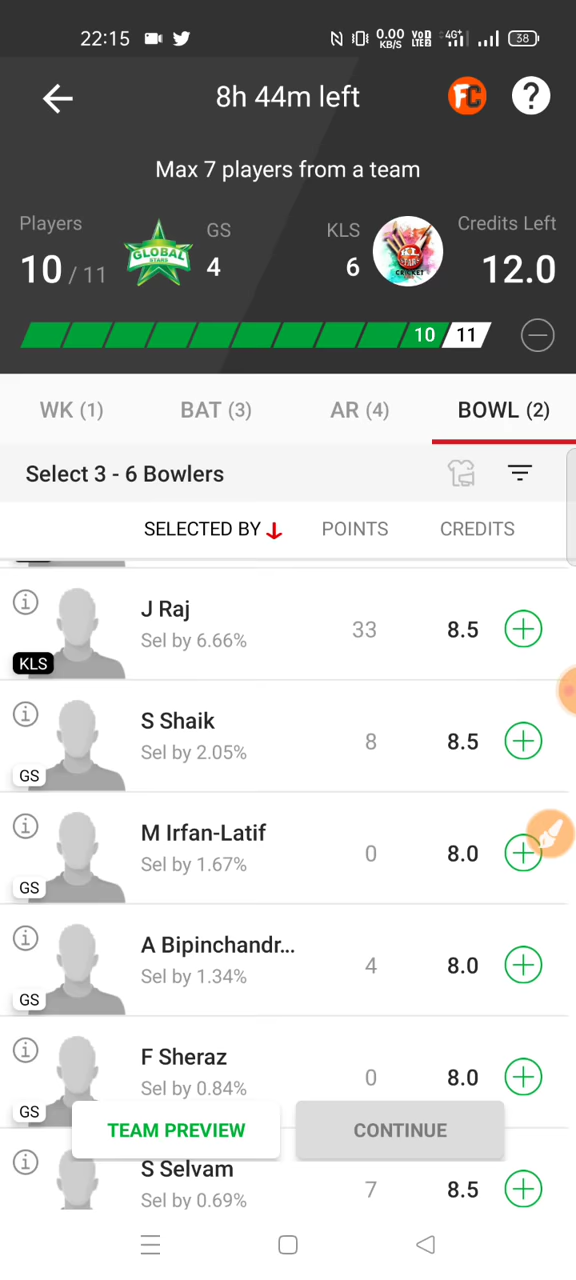 22:15
0.00 KB/S VoD LTE2 4G+ 38
8h 44m left
FC
?
Max 7 players from a team
Players
10 / 11
GLOBAL
STARS
GS
4
KLS
6
CRICKET
Credits Left
12.0
10 11
WK (1) BAT (3) AR (4) BOWL (2)
Select 3 - 6 Bowlers
SELECTED BY POINTS CREDITS
J Raj
Sel by 6.66%
33 8.5
KLS
S Shaik
Sel by 2.05%
8 8.5
GS
M Irfan-Latif
Sel by 1.67%
0 8.0
GS
A Bipinchandr...
Sel by 1.34%
4 8.0
GS
F Sheraz
Sel by 0.84%
0 8.0
GS
TEAM PREVIEW CONTINUE
S Selvam
Sel by 0.69%
7 8.5